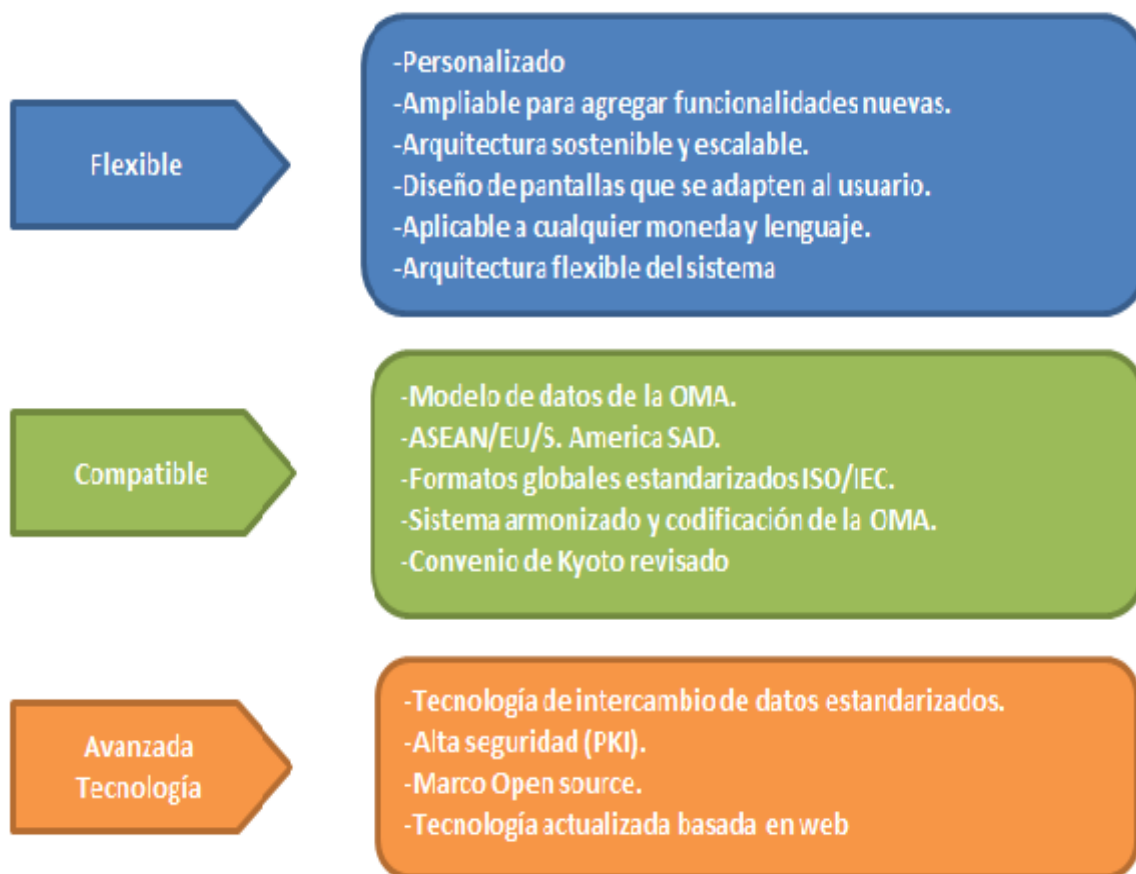 Flexible
-Personalizado
-Ampliable para agregar funcionalidades nuevas.
-Arquitectura sostenible y escalable.
-Diseño de pantallas que se adapten al usuario.
-Aplicable a cualquier moneda y lenguaje.
-Arquitectura flexible del sistema
Compatible
-Modelo de datos de la OMA.
-ASEAN/EU/S. America SAD.
-Formatos globales estandarizados ISO/IEC.
-Sistema armonizado y codificación de la OMA.
-Convenio de Kyoto revisado
Avanzada
Tecnología
-Tecnología de intercambio de datos estandarizados.
-Alta seguridad (PKI).
-Marco Open source.
-Tecnología actualizada basada en web